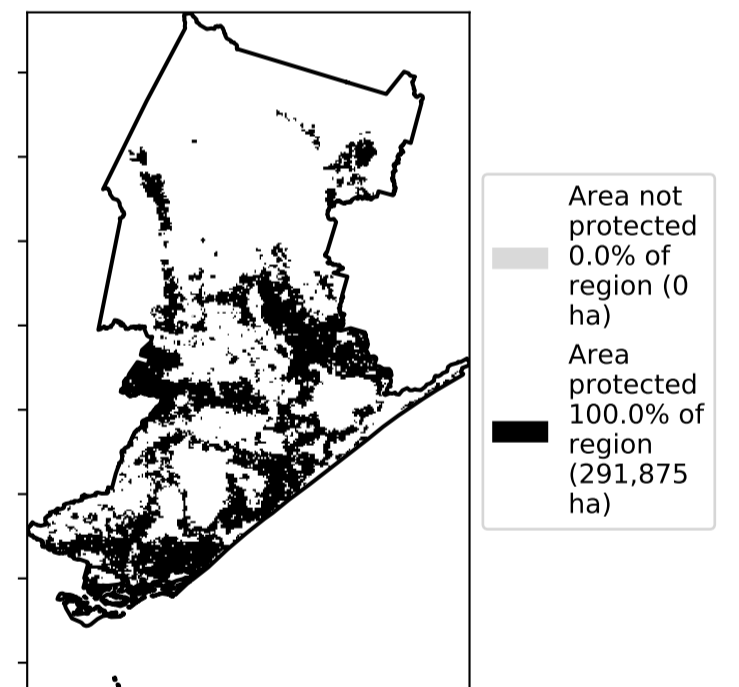 Area not
protected
0.0% of
region (0
ha)
Area
protected
100.0% of
region
(291,875
ha)